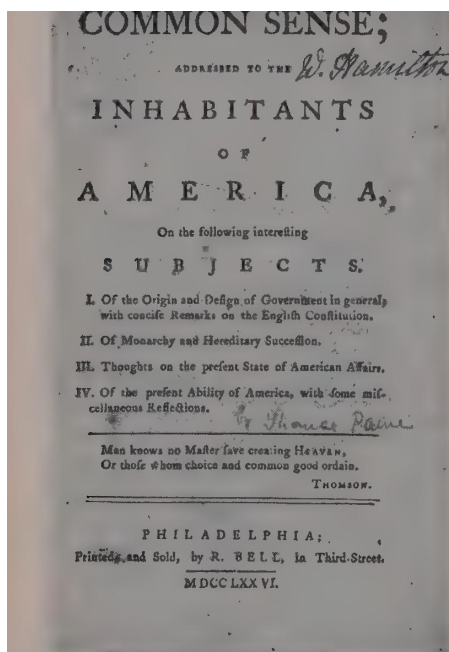 COMMON SENSE;
ADDRESSED TO THE W. Hamilton
INHABITANTS
OF
AMERICA,
On the following intereſting
SUBJECTS.
I. Of the Origin and Deſign of Government in general,
with conciſe Remarks on the Engliſh Conſtitution.
II. Of Monarchy and Hereditary Succeſſion.
III. Thoughts on the preſent State of American Affairs.
IV. Of the preſent Ability of America, with ſome miſ-
cellaneous Reflections.
by Thomas Paine
Man knows no Maſter ſave creating HEAVEN,
Or thoſe whom choice and common good ordain.
THOMSON.
PHILADELPHIA;
Printed, and Sold, by R. BELL, in Third-Street.
MDCCLXXVI.